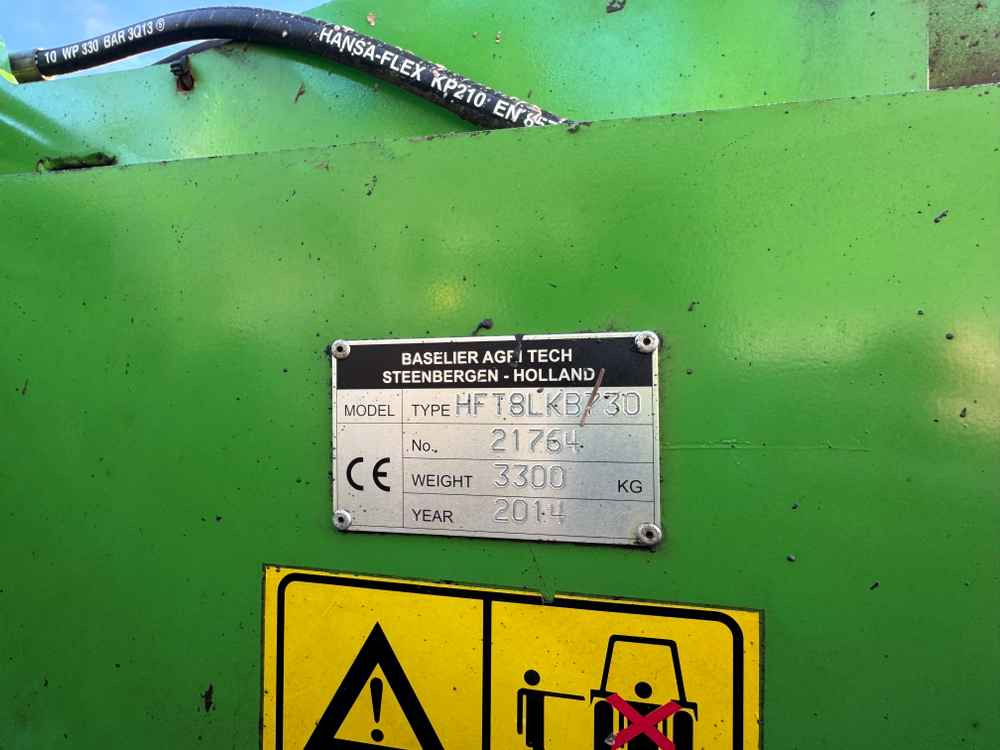 10 WP 330 BAR 3Q13 S
HANSA-FLEX KP210 EN 857
BASELIER AGRI TECH
STEENBERGEN - HOLLAND
MODEL TYPE HFT8LKB730
No. 21764
CE
WEIGHT 3300 KG
YEAR 2014